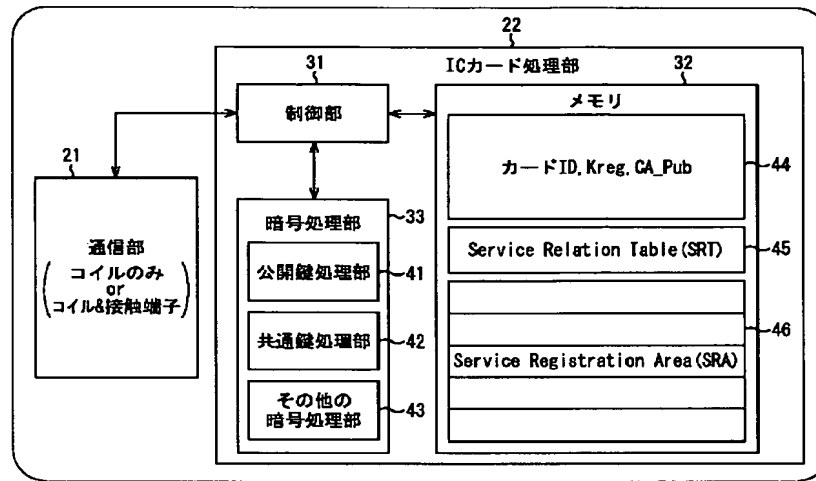 22
ICカード処理部
31
制御部
32
メモリ
カードID,Kreg,CA_Pub
44
21
通信部
コイルのみ
or
コイル&接触端子
33
暗号処理部
公開鍵処理部
41
共通鍵処理部
42
その他の
暗号処理部
43
Service Relation Table(SRT)
45
46
Service Registration Area(SRA)